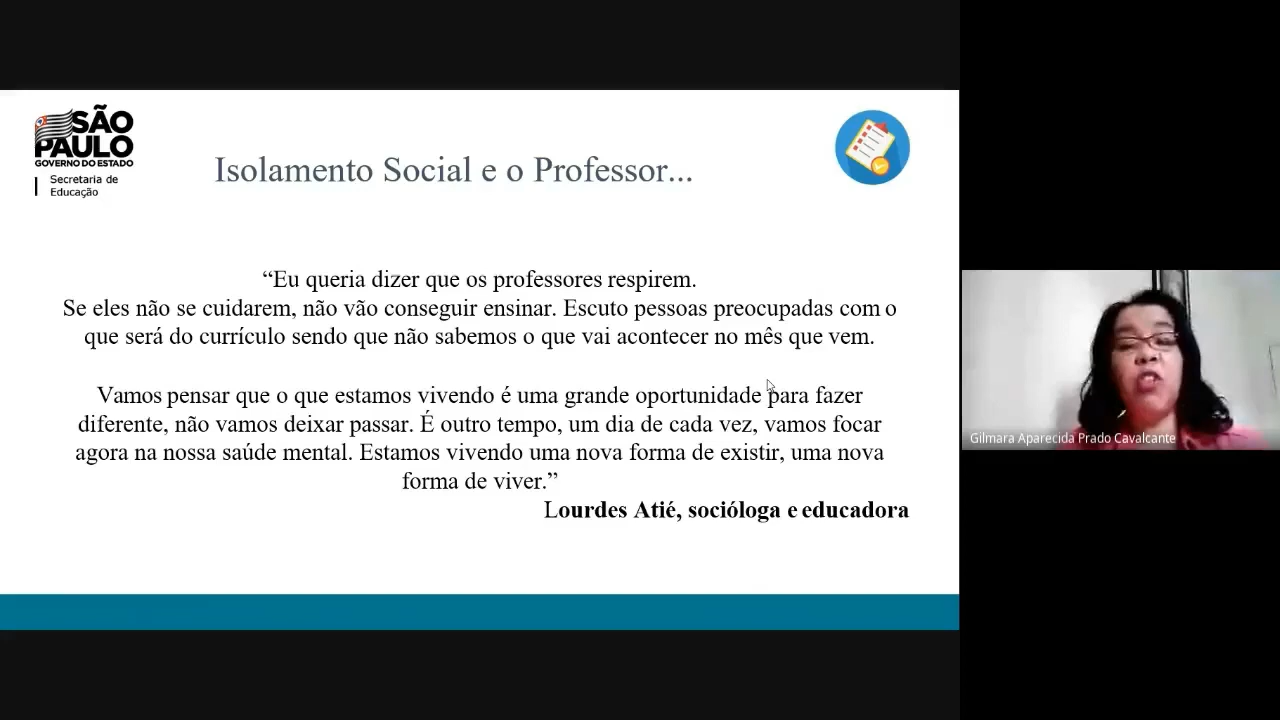 SÃO
PAULO
GOVERNO DO ESTADO
Secretaria de
Educação
Isolamento Social e o Professor...
“Eu queria dizer que os professores respirem.
Se eles não se cuidarem, não vão conseguir ensinar. Escuto pessoas preocupadas com o
que será do currículo sendo que não sabemos o que vai acontecer no mês que vem.
Vamos pensar que o que estamos vivendo é uma grande oportunidade para fazer
diferente, não vamos deixar passar. É outro tempo, um dia de cada vez, vamos focar
agora na nossa saúde mental. Estamos vivendo uma nova forma de existir, uma nova
forma de viver.”
Lourdes Atié, socióloga e educadora
Gilmara Aparecida Prado Cavalcante